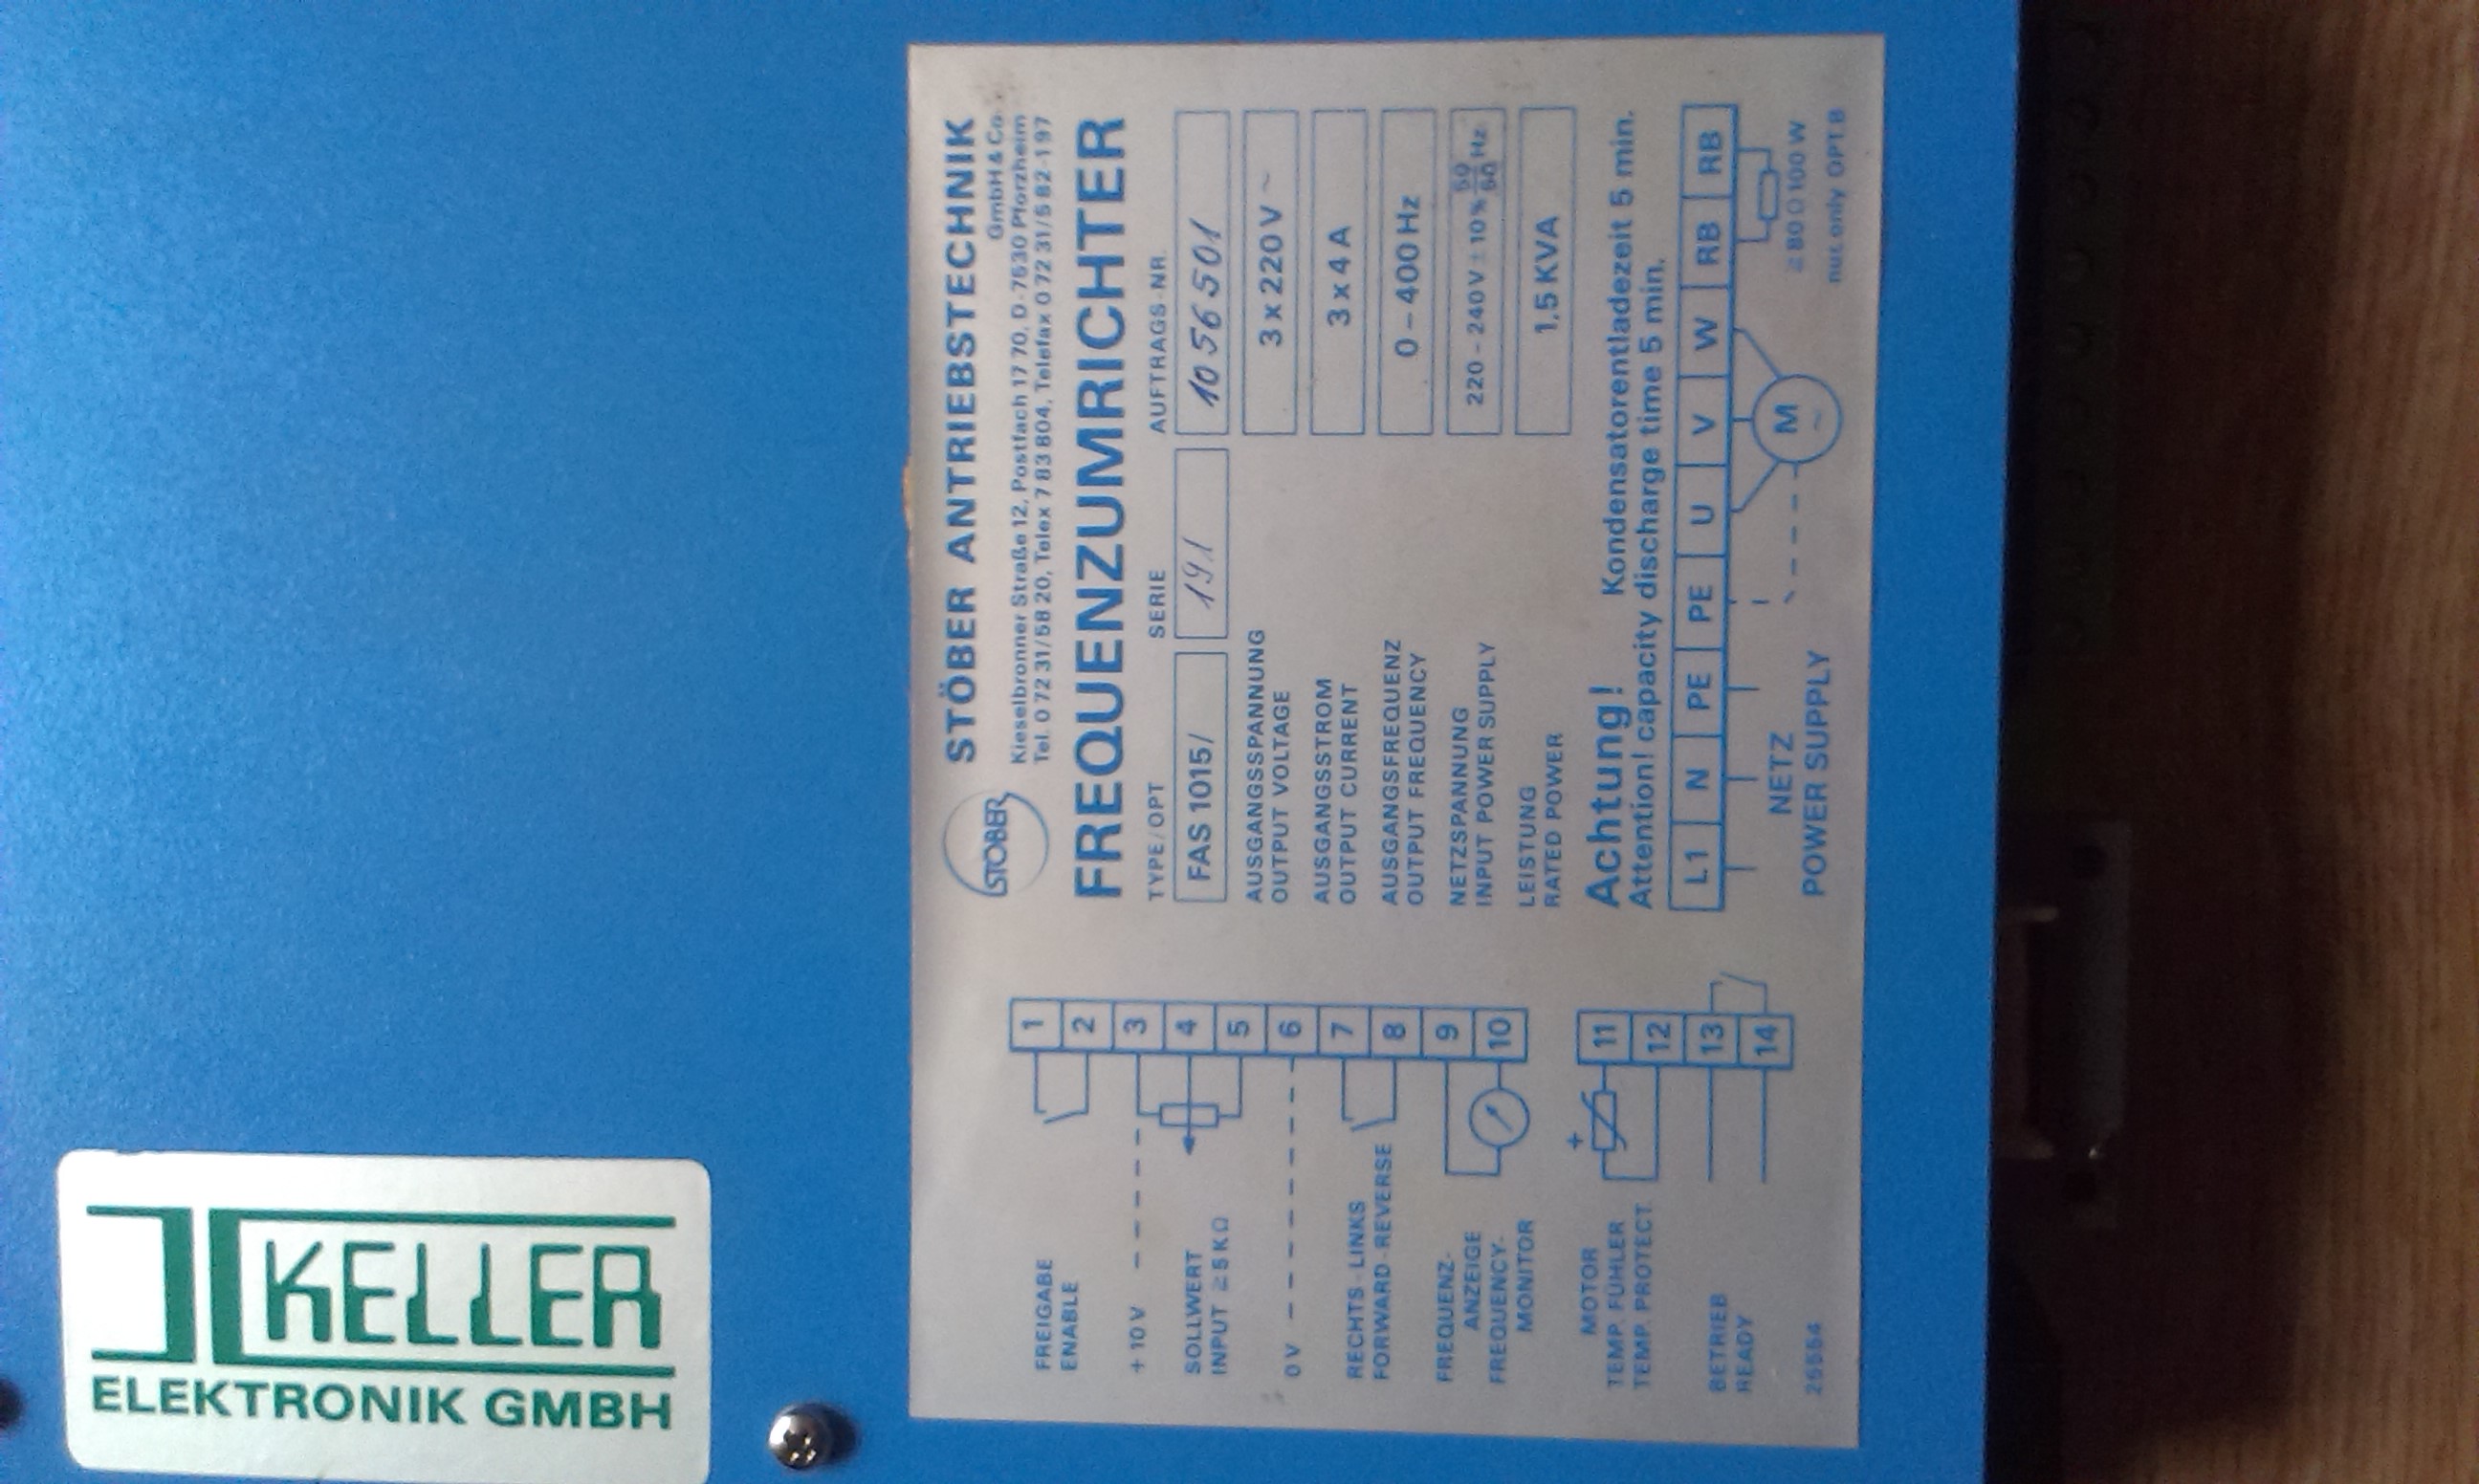 KELLER
ELEKTRONIK GMBH
STÖBER
STÖBER ANTRIEBSTECHNIK
GmbH & Co.
Kieselbronner Straße 12, Postfach 17 70, D-7530 Pforzheim
Tel. 0 72 31/58 20, Telex 7 83 804, Telefax 0 72 31/5 82-1 97
FREQUENZUMRICHTER
TYPE/OPT SERIE AUFTRAGS-NR.
FAS 1015/ 191 1056501
AUSGANGSSPANNUNG
OUTPUT VOLTAGE
3 x 220 V ~
AUSGANGSSTROM
OUTPUT CURRENT
3 x 4 A
AUSGANGSFREQUENZ
OUTPUT FREQUENCY
0 – 400 Hz
NETZSPANNUNG
INPUT POWER SUPPLY
220 – 240 V ± 10 % 50/60 Hz
LEISTUNG
RATED POWER
1,5 KVA
Achtung! Kondensatorentladezeit 5 min.
Attention! capacity discharge time 5 min.
L1 N PE PE U V W RB RB
NETZ
POWER SUPPLY
M
~
≥ 80 Ω 100 W
nur, only OPT.B
1
2
3
4
5
6
7
8
9
10
11
12
13
14
FREIGABE
ENABLE
+ 10 V
SOLLWERT
INPUT ≥ 5 K Ω
0 V
RECHTS - LINKS
FORWARD - REVERSE
FREQUENZ-
ANZEIGE
FREQUENCY-
MONITOR
+
MOTOR
TEMP. FÜHLER
TEMP. PROTECT.
BETRIEB
READY
25554